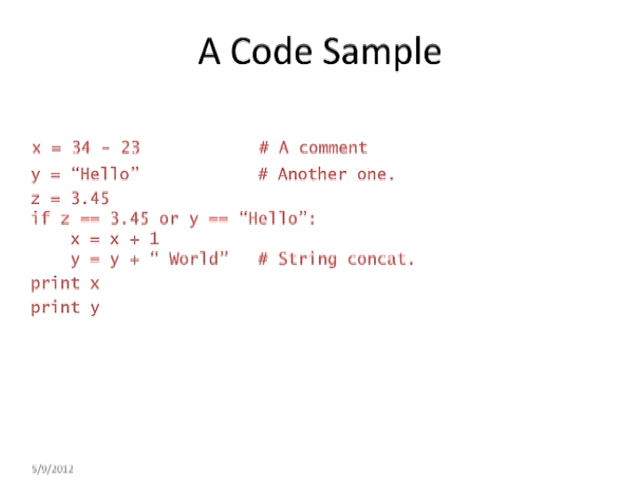 A Code Sample
x = 34 - 23 # A comment
y = “Hello” # Another one.
z = 3.45
if z == 3.45 or y == “Hello”:
x = x + 1
y = y + “ World” # String concat.
print x
print y
5/9/2012